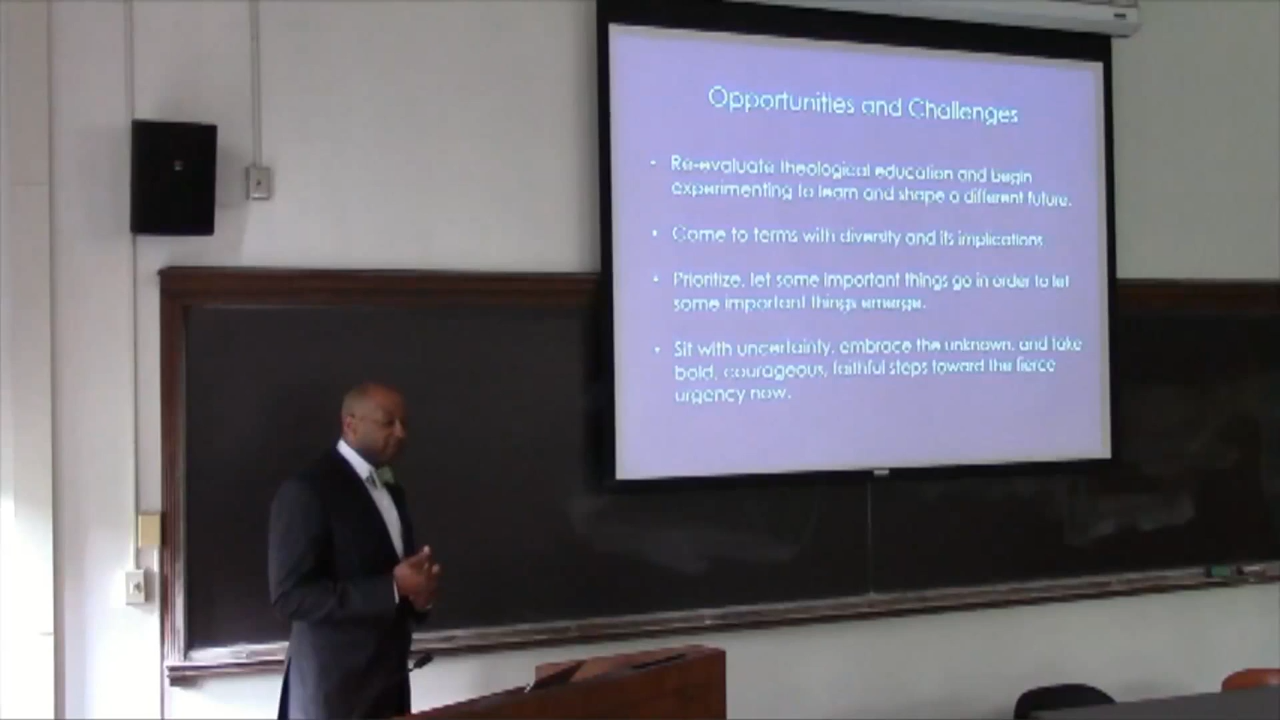 Opportunities and Challenges
• Re-evaluate theological education and begin
experimenting to learn and shape a different future.
• Come to terms with diversity and its implications
• Prioritize, let some important things go in order to let
some important things emerge.
• Sit with uncertainty, embrace the unknown, and take
bold, courageous, faithful steps toward the fierce
urgency now.